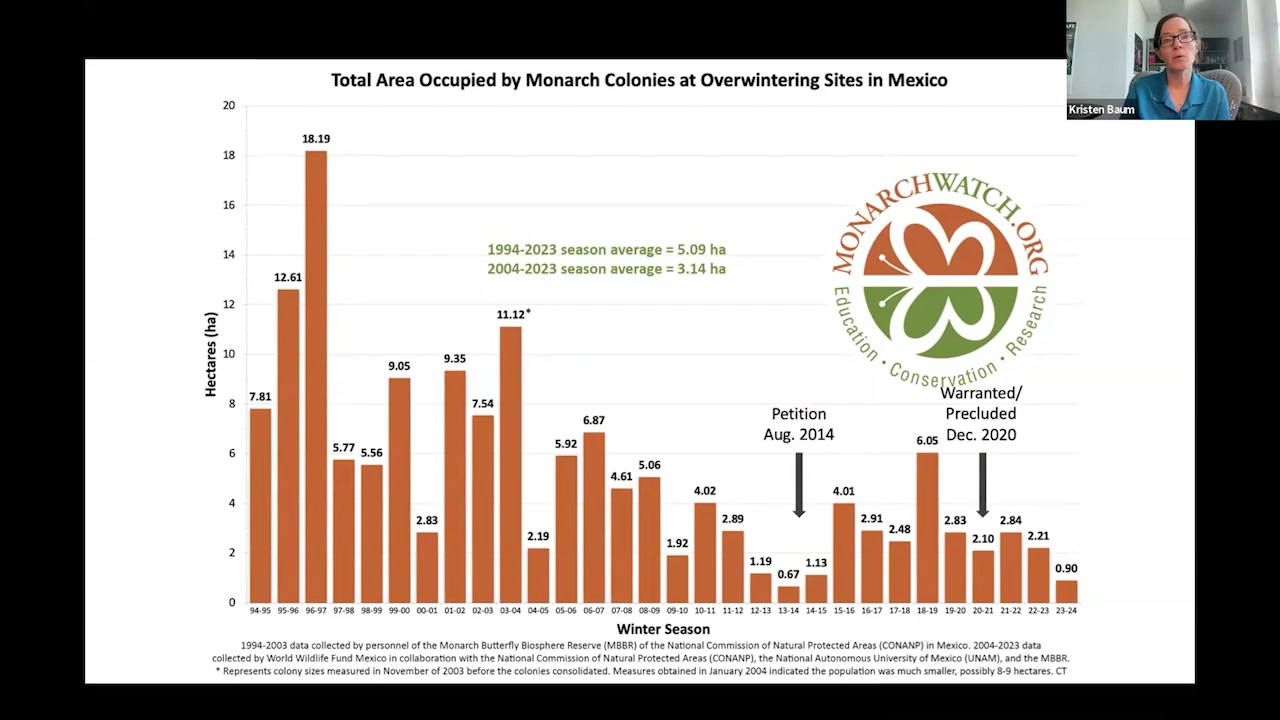 Kristen Baum
Total Area Occupied by Monarch Colonies at Overwintering Sites in Mexico
Hectares (ha)
20
18
16
14
12
10
8
6
4
2
0
7.81
12.61
18.19
5.77
5.56
9.05
2.83
9.35
7.54
11.12*
2.19
5.92
6.87
4.61
5.06
1.92
4.02
2.89
1.19
0.67
1.13
4.01
2.91
2.48
6.05
2.83
2.10
2.84
2.21
0.90
1994-2023 season average = 5.09 ha
2004-2023 season average = 3.14 ha
MONARCHWATCH.ORG
Education • Conservation • Research
Petition
Aug. 2014
Warranted/
Precluded
Dec. 2020
94-95 95-96 96-97 97-98 98-99 99-00 00-01 01-02 02-03 03-04 04-05 05-06 06-07 07-08 08-09 09-10 10-11 11-12 12-13 13-14 14-15 15-16 16-17 17-18 18-19 19-20 20-21 21-22 22-23 23-24
Winter Season
1994-2003 data collected by personnel of the Monarch Butterfly Biosphere Reserve (MBBR) of the National Commission of Natural Protected Areas (CONANP) in Mexico. 2004-2023 data
collected by World Wildlife Fund Mexico in collaboration with the National Commission of Natural Protected Areas (CONANP), the National Autonomous University of Mexico (UNAM), and the MBBR.
* Represents colony sizes measured in November of 2003 before the colonies consolidated. Measures obtained in January 2004 indicated the population was much smaller, possibly 8-9 hectares. CT